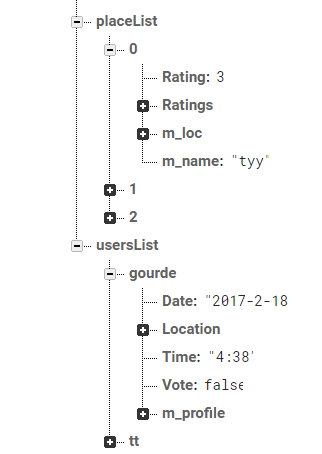 placeList
0
Rating: 3
Ratings
m_loc
m_name: "tyy"
1
2
usersList
gourde
Date: "2017-2-18
Location
Time: "4:38'
Vote: false
m_profile
tt